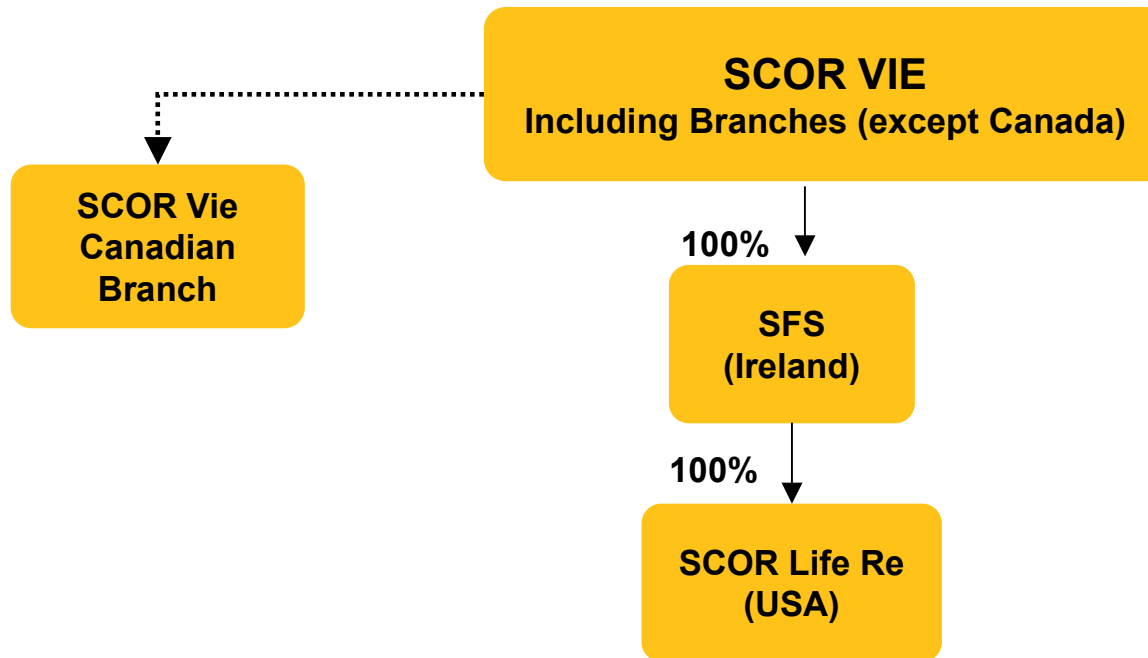 SCOR VIE
Including Branches (except Canada)
SCOR Vie
Canadian
Branch
100%
SFS
(Ireland)
100%
SCOR Life Re
(USA)